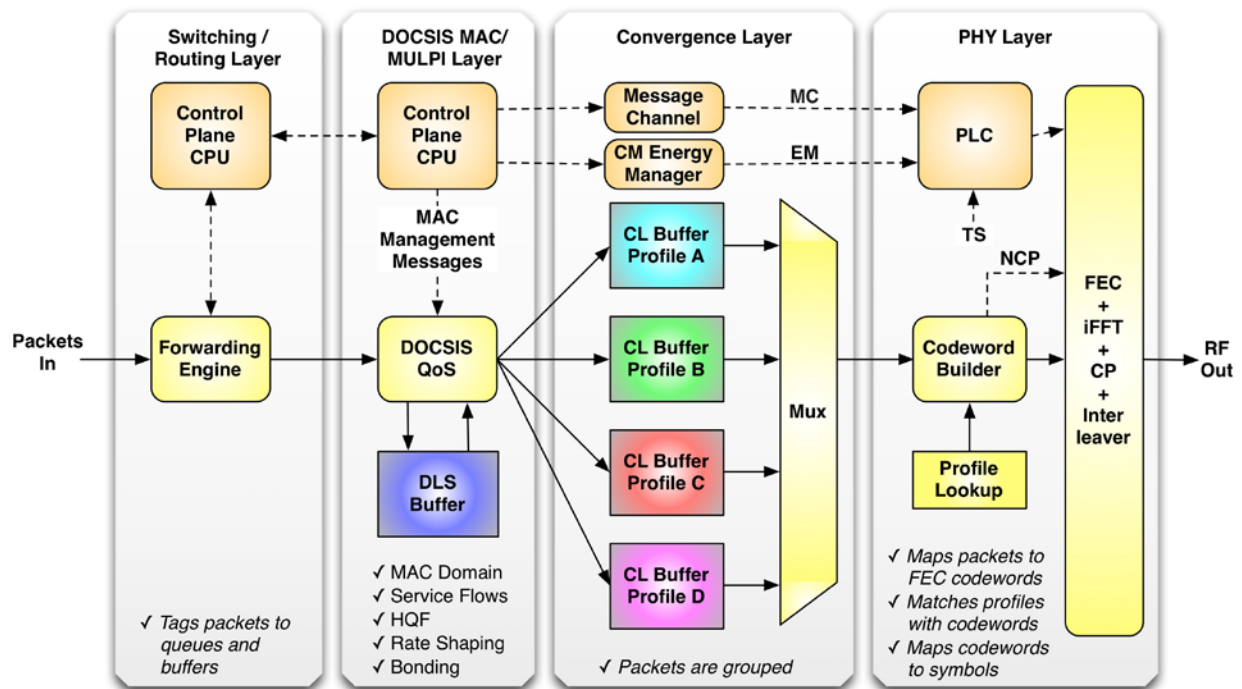 Switching /
Routing Layer
Control
Plane
CPU
Packets
In
Forwarding
Engine
✓ Tags packets to
queues and
buffers
DOCSIS MAC/
MULPI Layer
Control
Plane
CPU
MAC
Management
Messages
DOCSIS
QoS
DLS
Buffer
✓ MAC Domain
✓ Service Flows
✓ HQF
✓ Rate Shaping
✓ Bonding
Convergence Layer
Message
Channel
CM Energy
Manager
CL Buffer
Profile A
CL Buffer
Profile B
CL Buffer
Profile C
CL Buffer
Profile D
Mux
✓ Packets are grouped
PHY Layer
MC
EM
PLC
TS
NCP
Codeword
Builder
Profile
Lookup
FEC
+
iFFT
+
CP
+
Inter
leaver
RF
Out
✓ Maps packets to
FEC codewords
✓ Matches profiles
with codewords
✓ Maps codewords
to symbols